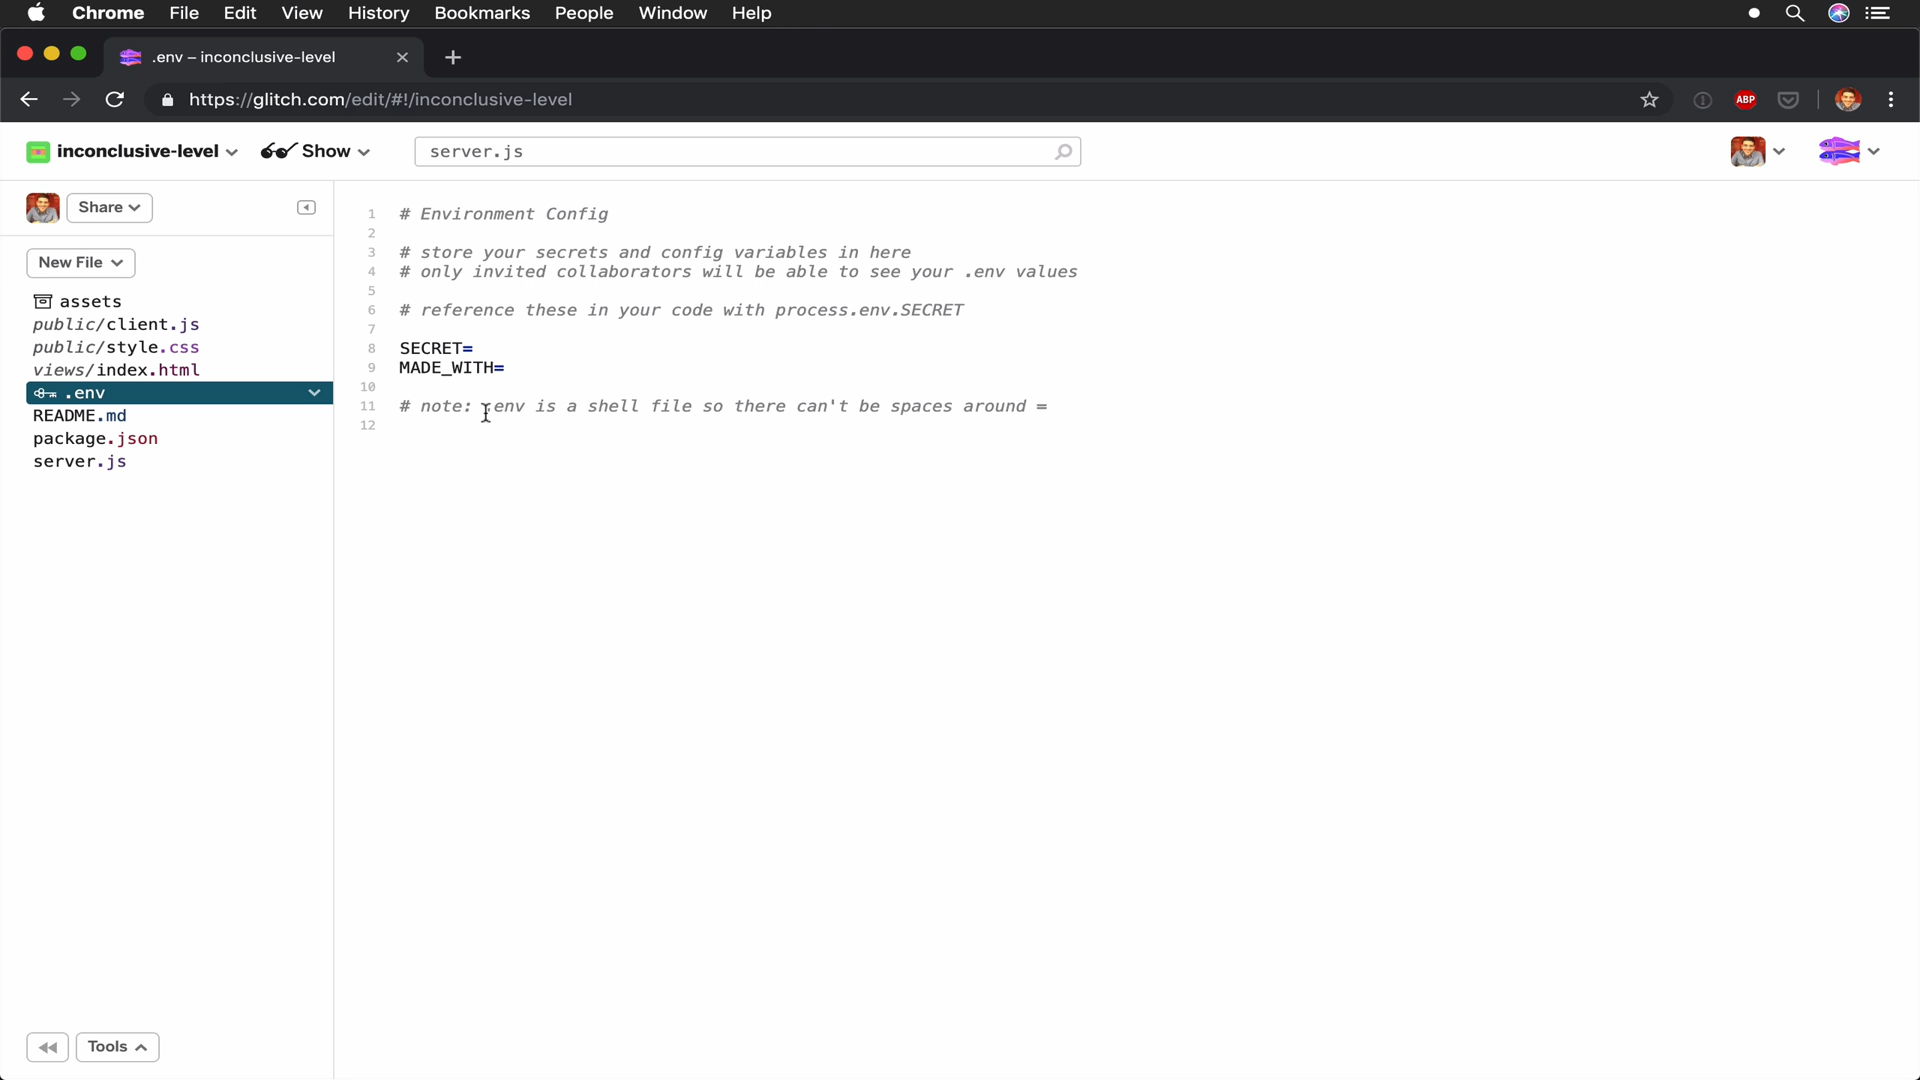 Chrome File Edit View History Bookmarks People Window Help
.env – inconclusive-level
https://glitch.com/edit/#!/inconclusive-level
ABP
inconclusive-level Show server.js
Share
New File
assets
public/client.js
public/style.css
views/index.html
.env
README.md
package.json
server.js
1 # Environment Config
2
3 # store your secrets and config variables in here
4 # only invited collaborators will be able to see your .env values
5
6 # reference these in your code with process.env.SECRET
7
8 SECRET=
9 MADE_WITH=
10
11 # note: .env is a shell file so there can't be spaces around =
12
Tools